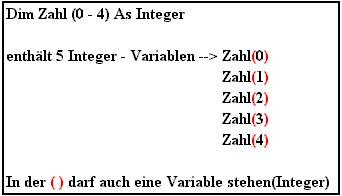 Dim Zahl (0 - 4) As Integer
enthält 5 Integer - Variablen --> Zahl(0)
Zahl(1)
Zahl(2)
Zahl(3)
Zahl(4)
In der ( ) darf auch eine Variable stehen(Integer)